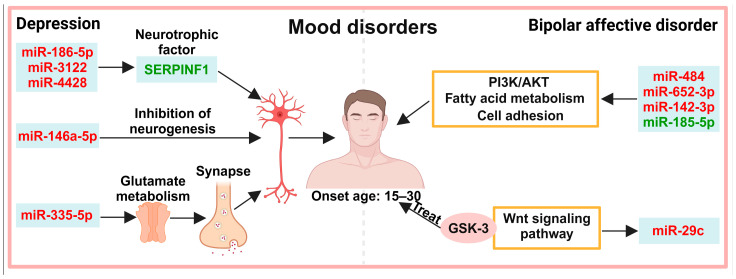 Mood disorders
Depression
Bipolar affective disorder
miR-186-5p
miR-3122
miR-4428
Neurotrophic
factor
SERPINF1
miR-146a-5p
Inhibition of
neurogenesis
miR-335-5p
Glutamate
metabolism
Synapse
Onset age: 15–30
PI3K/AKT
Fatty acid metabolism
Cell adhesion
miR-484
miR-652-3p
miR-142-3p
miR-185-5p
Treat
GSK-3
Wnt signaling
pathway
miR-29c